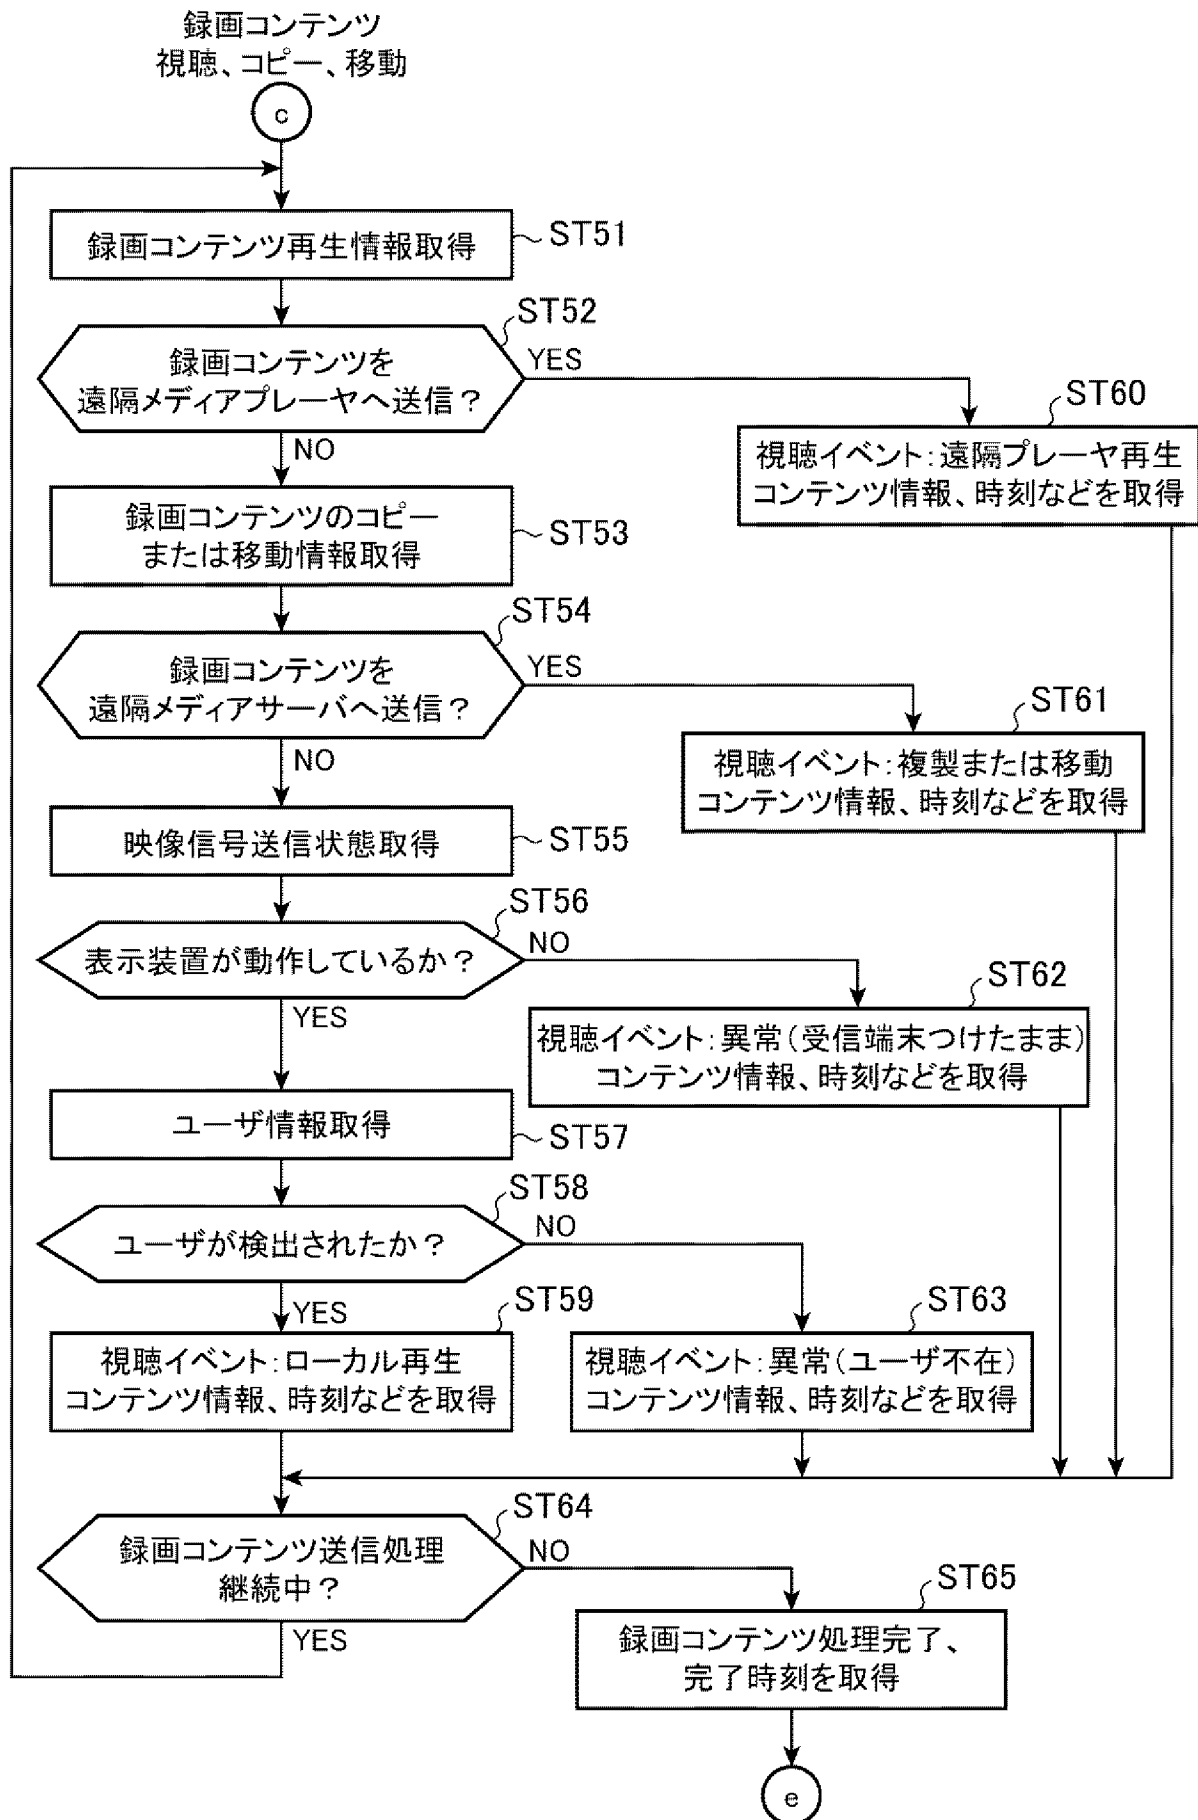 録画コンテンツ
視聴、コピー、移動
c
録画コンテンツ再生情報取得
ST51
ST52
録画コンテンツを
遠隔メディアプレーヤへ送信？
YES
NO
ST60
視聴イベント：遠隔プレーヤ再生
コンテンツ情報、時刻などを取得
録画コンテンツのコピー
または移動情報取得
ST53
ST54
録画コンテンツを
遠隔メディアサーバへ送信？
YES
NO
ST61
視聴イベント：複製または移動
コンテンツ情報、時刻などを取得
映像信号送信状態取得
ST55
ST56
表示装置が動作しているか？
NO
YES
ST62
視聴イベント：異常（受信端末つけたまま）
コンテンツ情報、時刻などを取得
ユーザ情報取得
ST57
ST58
ユーザが検出されたか？
NO
YES
ST59
視聴イベント：ローカル再生
コンテンツ情報、時刻などを取得
ST63
視聴イベント：異常（ユーザ不在）
コンテンツ情報、時刻などを取得
ST64
録画コンテンツ送信処理
継続中？
NO
YES
ST65
録画コンテンツ処理完了、
完了時刻を取得
e